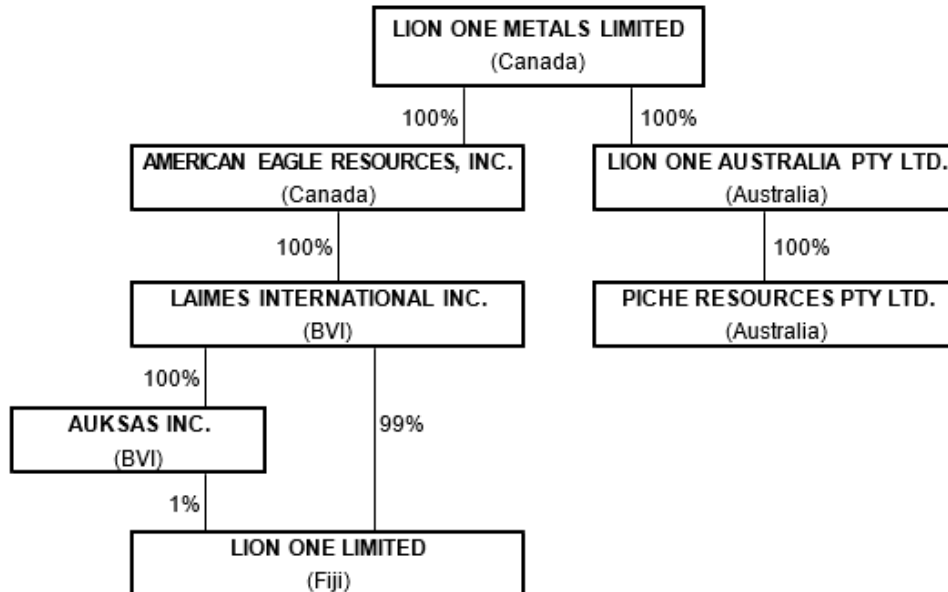 LION ONE METALS LIMITED
(Canada)
100%
100%
AMERICAN EAGLE RESOURCES, INC.
(Canada)
LION ONE AUSTRALIA PTY LTD.
(Australia)
100%
100%
LAIMES INTERNATIONAL INC.
(BVI)
PICHE RESOURCES PTY LTD.
(Australia)
100%
AUKSAS INC.
(BVI)
99%
1%
LION ONE LIMITED
(Fiji)